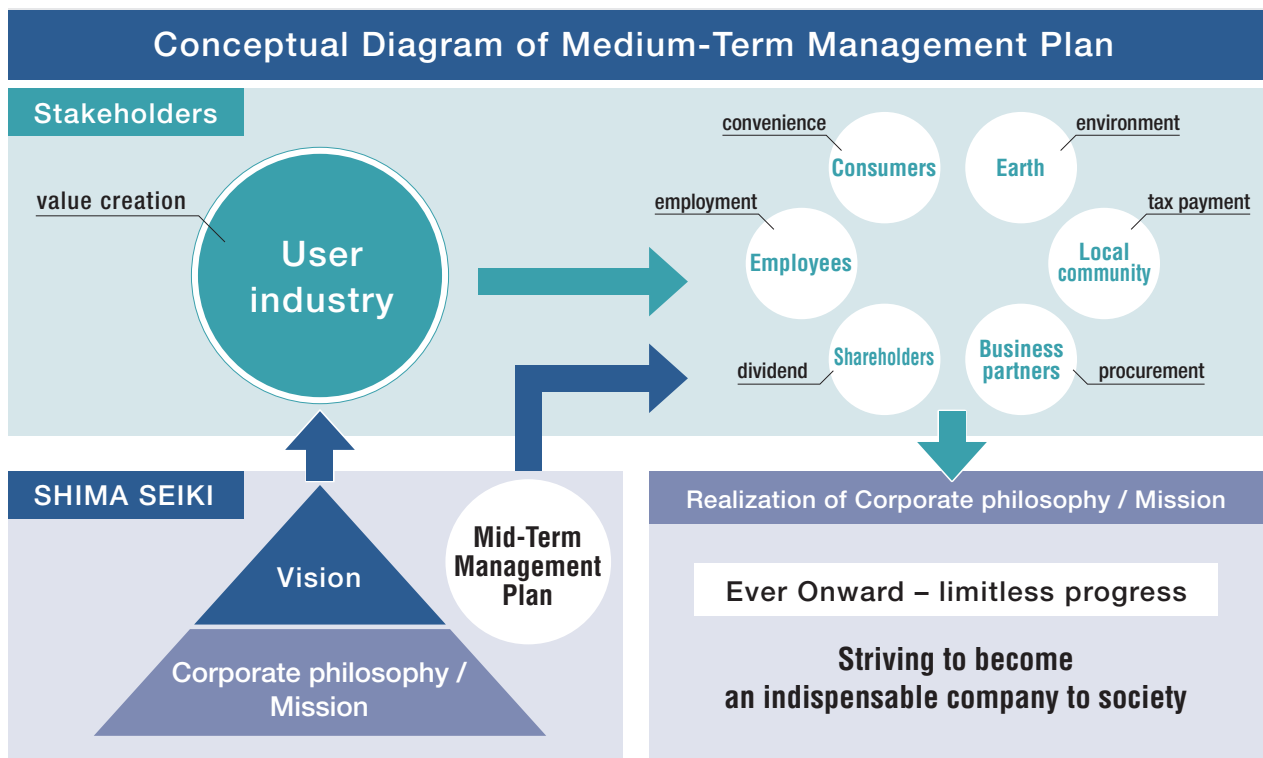 Conceptual Diagram of Medium-Term Management Plan
Stakeholders
value creation
User
industry
convenience
Consumers
environment
Earth
employment
Employees
tax payment
Local
community
dividend
Shareholders
Business
partners
procurement
SHIMA SEIKI
Vision
Corporate philosophy /
Mission
Mid-Term
Management
Plan
Realization of Corporate philosophy / Mission
Ever Onward – limitless progress
Striving to become
an indispensable company to society